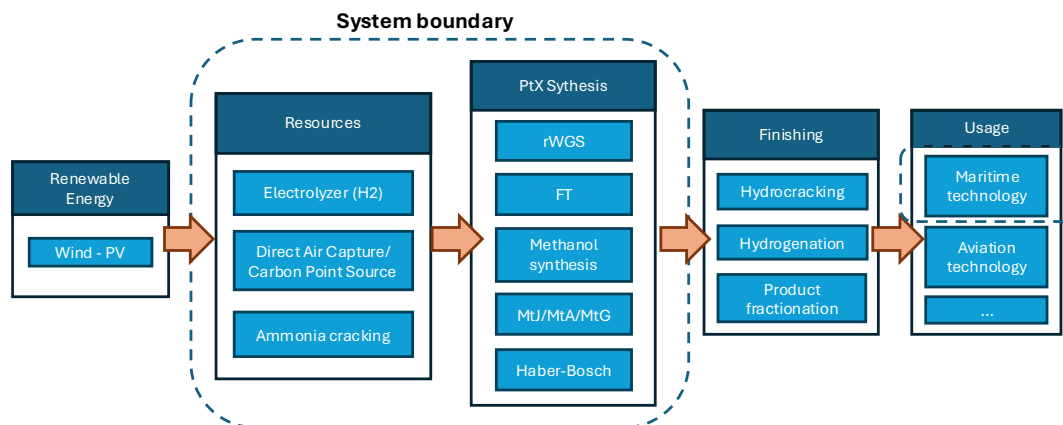 System boundary
Renewable
Energy
Wind - PV
Resources
Electrolyzer (H2)
Direct Air Capture/
Carbon Point Source
Ammonia cracking
PtX Sythesis
rWGS
FT
Methanol
synthesis
MtJ/MtA/MtG
Haber-Bosch
Finishing
Hydrocracking
Hydrogenation
Product
fractionation
Usage
Maritime
technology
Aviation
technology
...